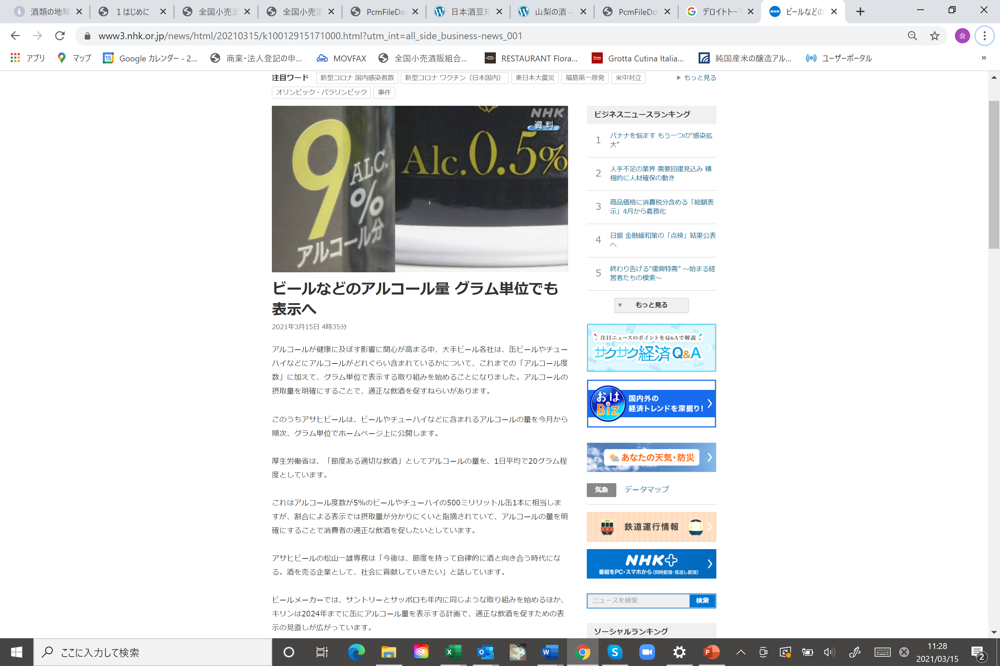 酒類の地理
1 はじめに
全国小売酒
全国小売酒
PcmFileDo
日本酒豆知
山梨の酒 –
PcmFileDo
デロイトトーマ
ビールなどの
www3.nhk.or.jp/news/html/20210315/k10012915171000.html?utm_int=all_side_business-news_001
会
アプリ
マップ
15
Google カレンダー - 2...
商業・法人登記の申...
MOVFAX
全国小売酒販組合...
RESTAURANT Flora...
Grotta Cutina Italia...
純国産米の醸造アル...
ユーザーポータル
»
注目ワード
新型コロナ 国内感染者数
新型コロナ ワクチン（日本国内）
東日本大震災
福島第一原発
米中対立
もっと見る
オリンピック・パラリンピック
事件
NHK
資料
9
ALC.
%
アルコール分
Alc.0.5%
ビールなどのアルコール量 グラム単位でも
表示へ
2021年3月15日 4時35分
アルコールが健康に及ぼす影響に関心が高まる中、大手ビール各社は、缶ビールやチュー
ハイなどにアルコールがどれぐらい含まれているかについて、これまでの「アルコール度
数」に加えて、グラム単位で表示する取り組みを始めることになりました。アルコールの
摂取量を明確にすることで、適正な飲酒を促すねらいがあります。
このうちアサヒビールは、ビールやチューハイなどに含まれるアルコールの量を今月から
順次、グラム単位でホームページ上に公開します。
厚生労働省は、「節度ある適切な飲酒」としてアルコールの量を、1日平均で20グラム程
度としています。
これはアルコール度数が5%のビールやチューハイの500ミリリットル缶1本に相当しま
すが、割合による表示では摂取量が分かりにくいと指摘されていて、アルコールの量を明
確にすることで消費者の適正な飲酒を促したいとしています。
アサヒビールの松山一雄専務は「今後は、節度を持って自律的に酒と向き合う時代にな
る。酒を売る企業として、社会に貢献していきたい」と話しています。
ビールメーカーでは、サントリーとサッポロも年内に同じような取り組みを始めるほか、
キリンは2024年までに缶にアルコール量を表示する計画で、適正な飲酒を促すための表
示の見直しが広がっています。
ビジネスニュースランキング
1 バナナを悩ます もう一つの“感染拡
大”
2 人手不足の業界 需要回復見込み 積
極的に人材確保の動き
3 商品価格に消費税分含める「総額表
示」4月から義務化
4 日銀 金融緩和策の「点検」結果公表
へ
5 終わり告げる“復興特需” ～始まる経
営者たちの模索～
もっと見る
注目ニュースのポイントをQ&Aで解説
サクサク経済Q&A
おは
Biz
国内外の
経済トレンドを深掘り！
あなたの天気・防災
気象
データマップ
鉄道運行情報
NHK+
番組をPC・スマホから(同時配信・見逃し配信)
ニュースを検索
検索
ソーシャルランキング
ここに入力して検索
11:28
2021/03/15
2